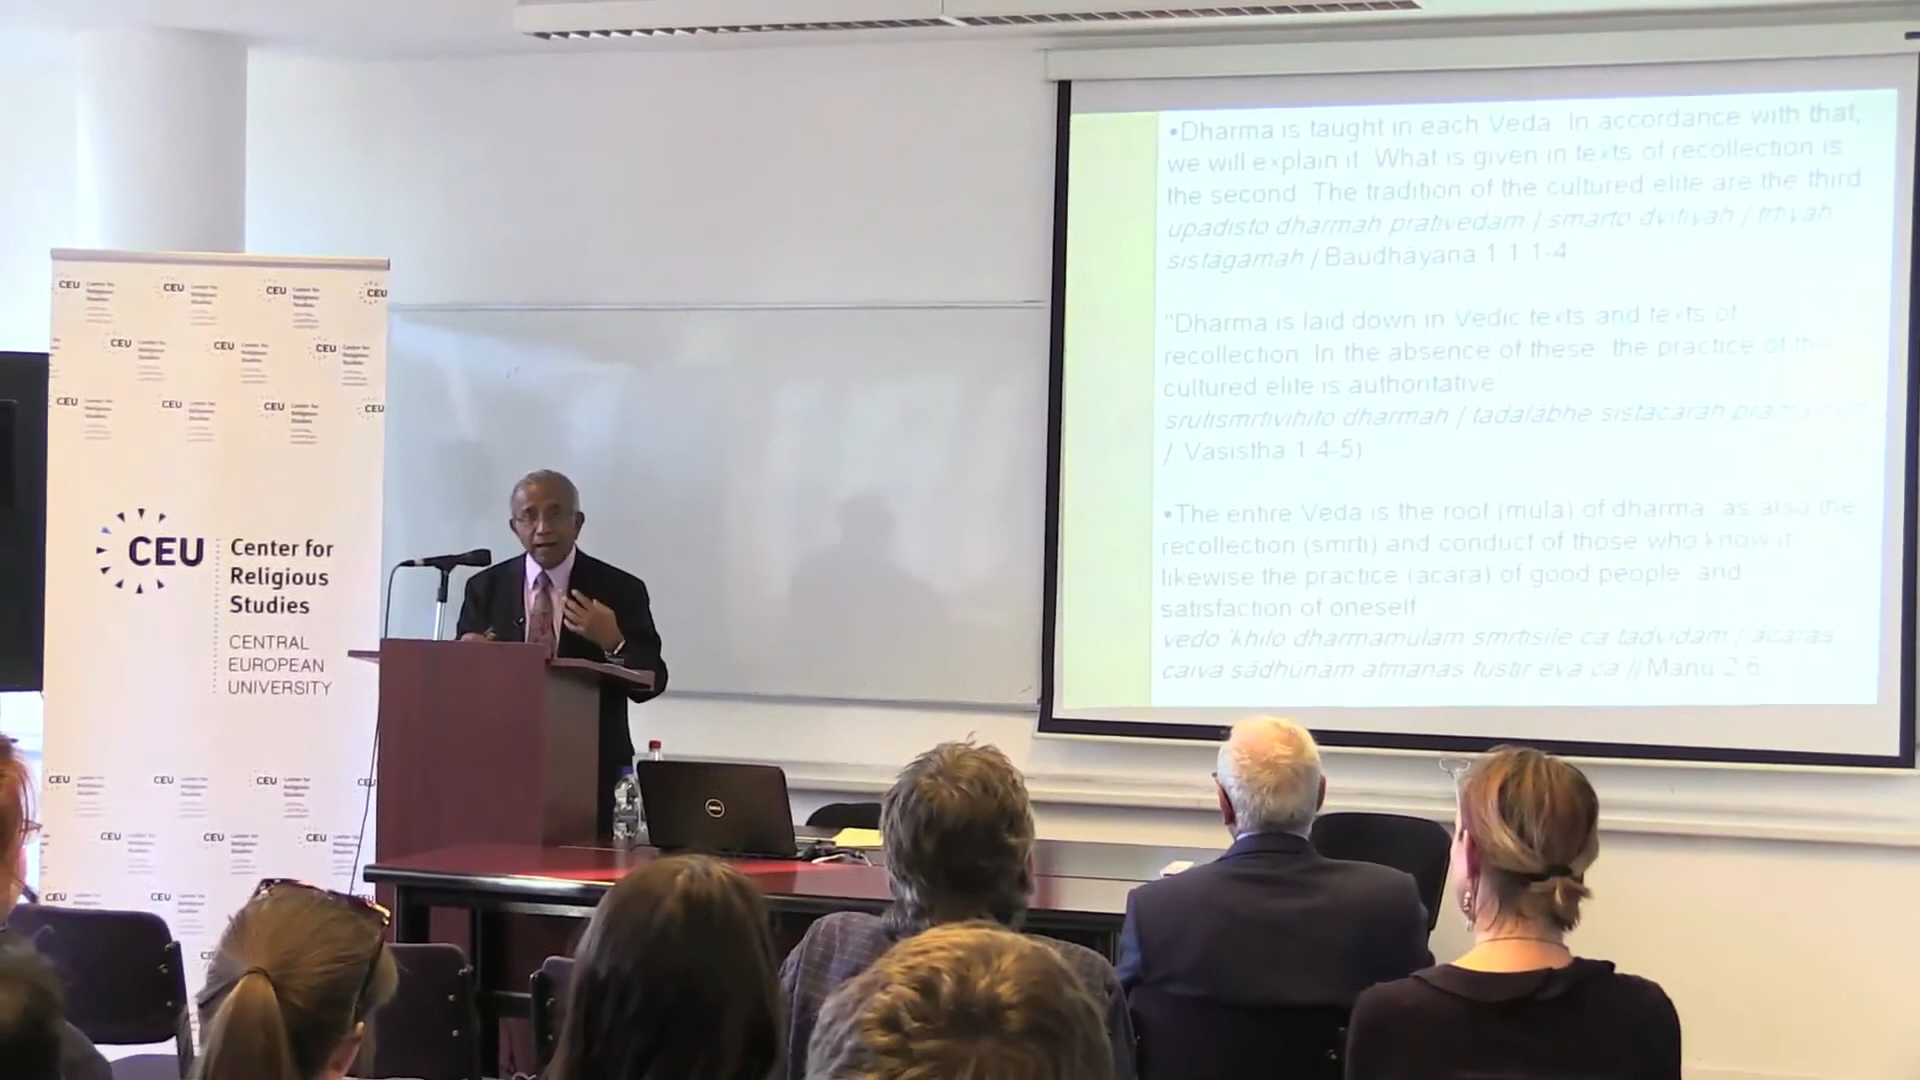 •Dharma is taught in each Veda In accordance with that,
we will explain it What is given in texts of recollection is
the second The tradition of the cultured elite are the third
upadisto dharmah prativedam / smarto dvitiyah / trtiyah
sistāgamah / Baudhāyana 1 1 1-4
"Dharma is laid down in Vedic texts and texts of
recollection In the absence of these the practice of the
cultured elite is authoritative
srutismrtivihito dharmah / tadalābhe sistacarah
/ Vasistha 1 4-5)
•The entire Veda is the root (mula) of dharma as also the
recollection (smrti) and conduct of those who know it
likewise the practice (acara) of good people and
satisfaction of oneself
vedo 'khilo dharmamulam smrtisile ca tadvidam / acaras
caiva sādhunām atmanas tustir eva ca // Manu 2 6
CEU
Center for
Religious
Studies
CENTRAL
EUROPEAN
UNIVERSITY
DELL